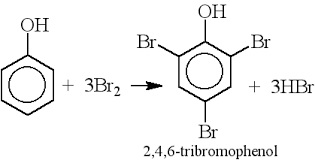 OH
+ 3Br₂
OH
Br
Br
Br
+ 3HBr
2,4,6-tribromophenol